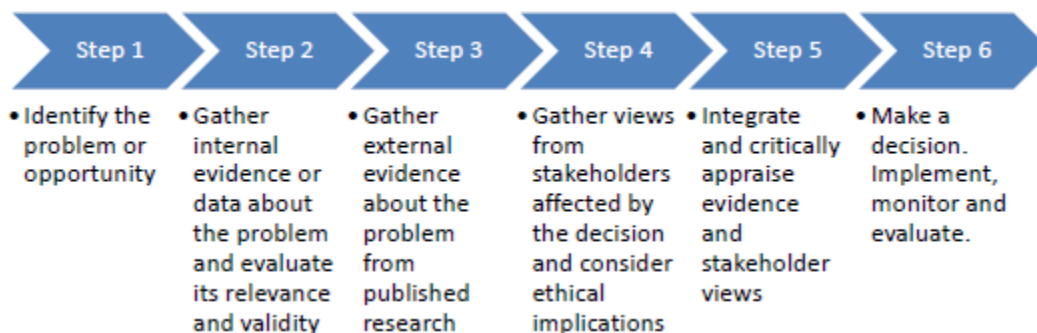 Step 1
Step 2
Step 3
Step 4
Step 5
Step 6
• Identify the
problem or
opportunity
• Gather
internal
evidence or
data about
the problem
and evaluate
its relevance
and validity
• Gather
external
evidence
about the
problem
from
published
research
• Gather views
from
stakeholders
affected by
the decision
and consider
ethical
implications
• Integrate
and critically
appraise
evidence
and
stakeholder
views
• Make a
decision.
Implement,
monitor and
evaluate.